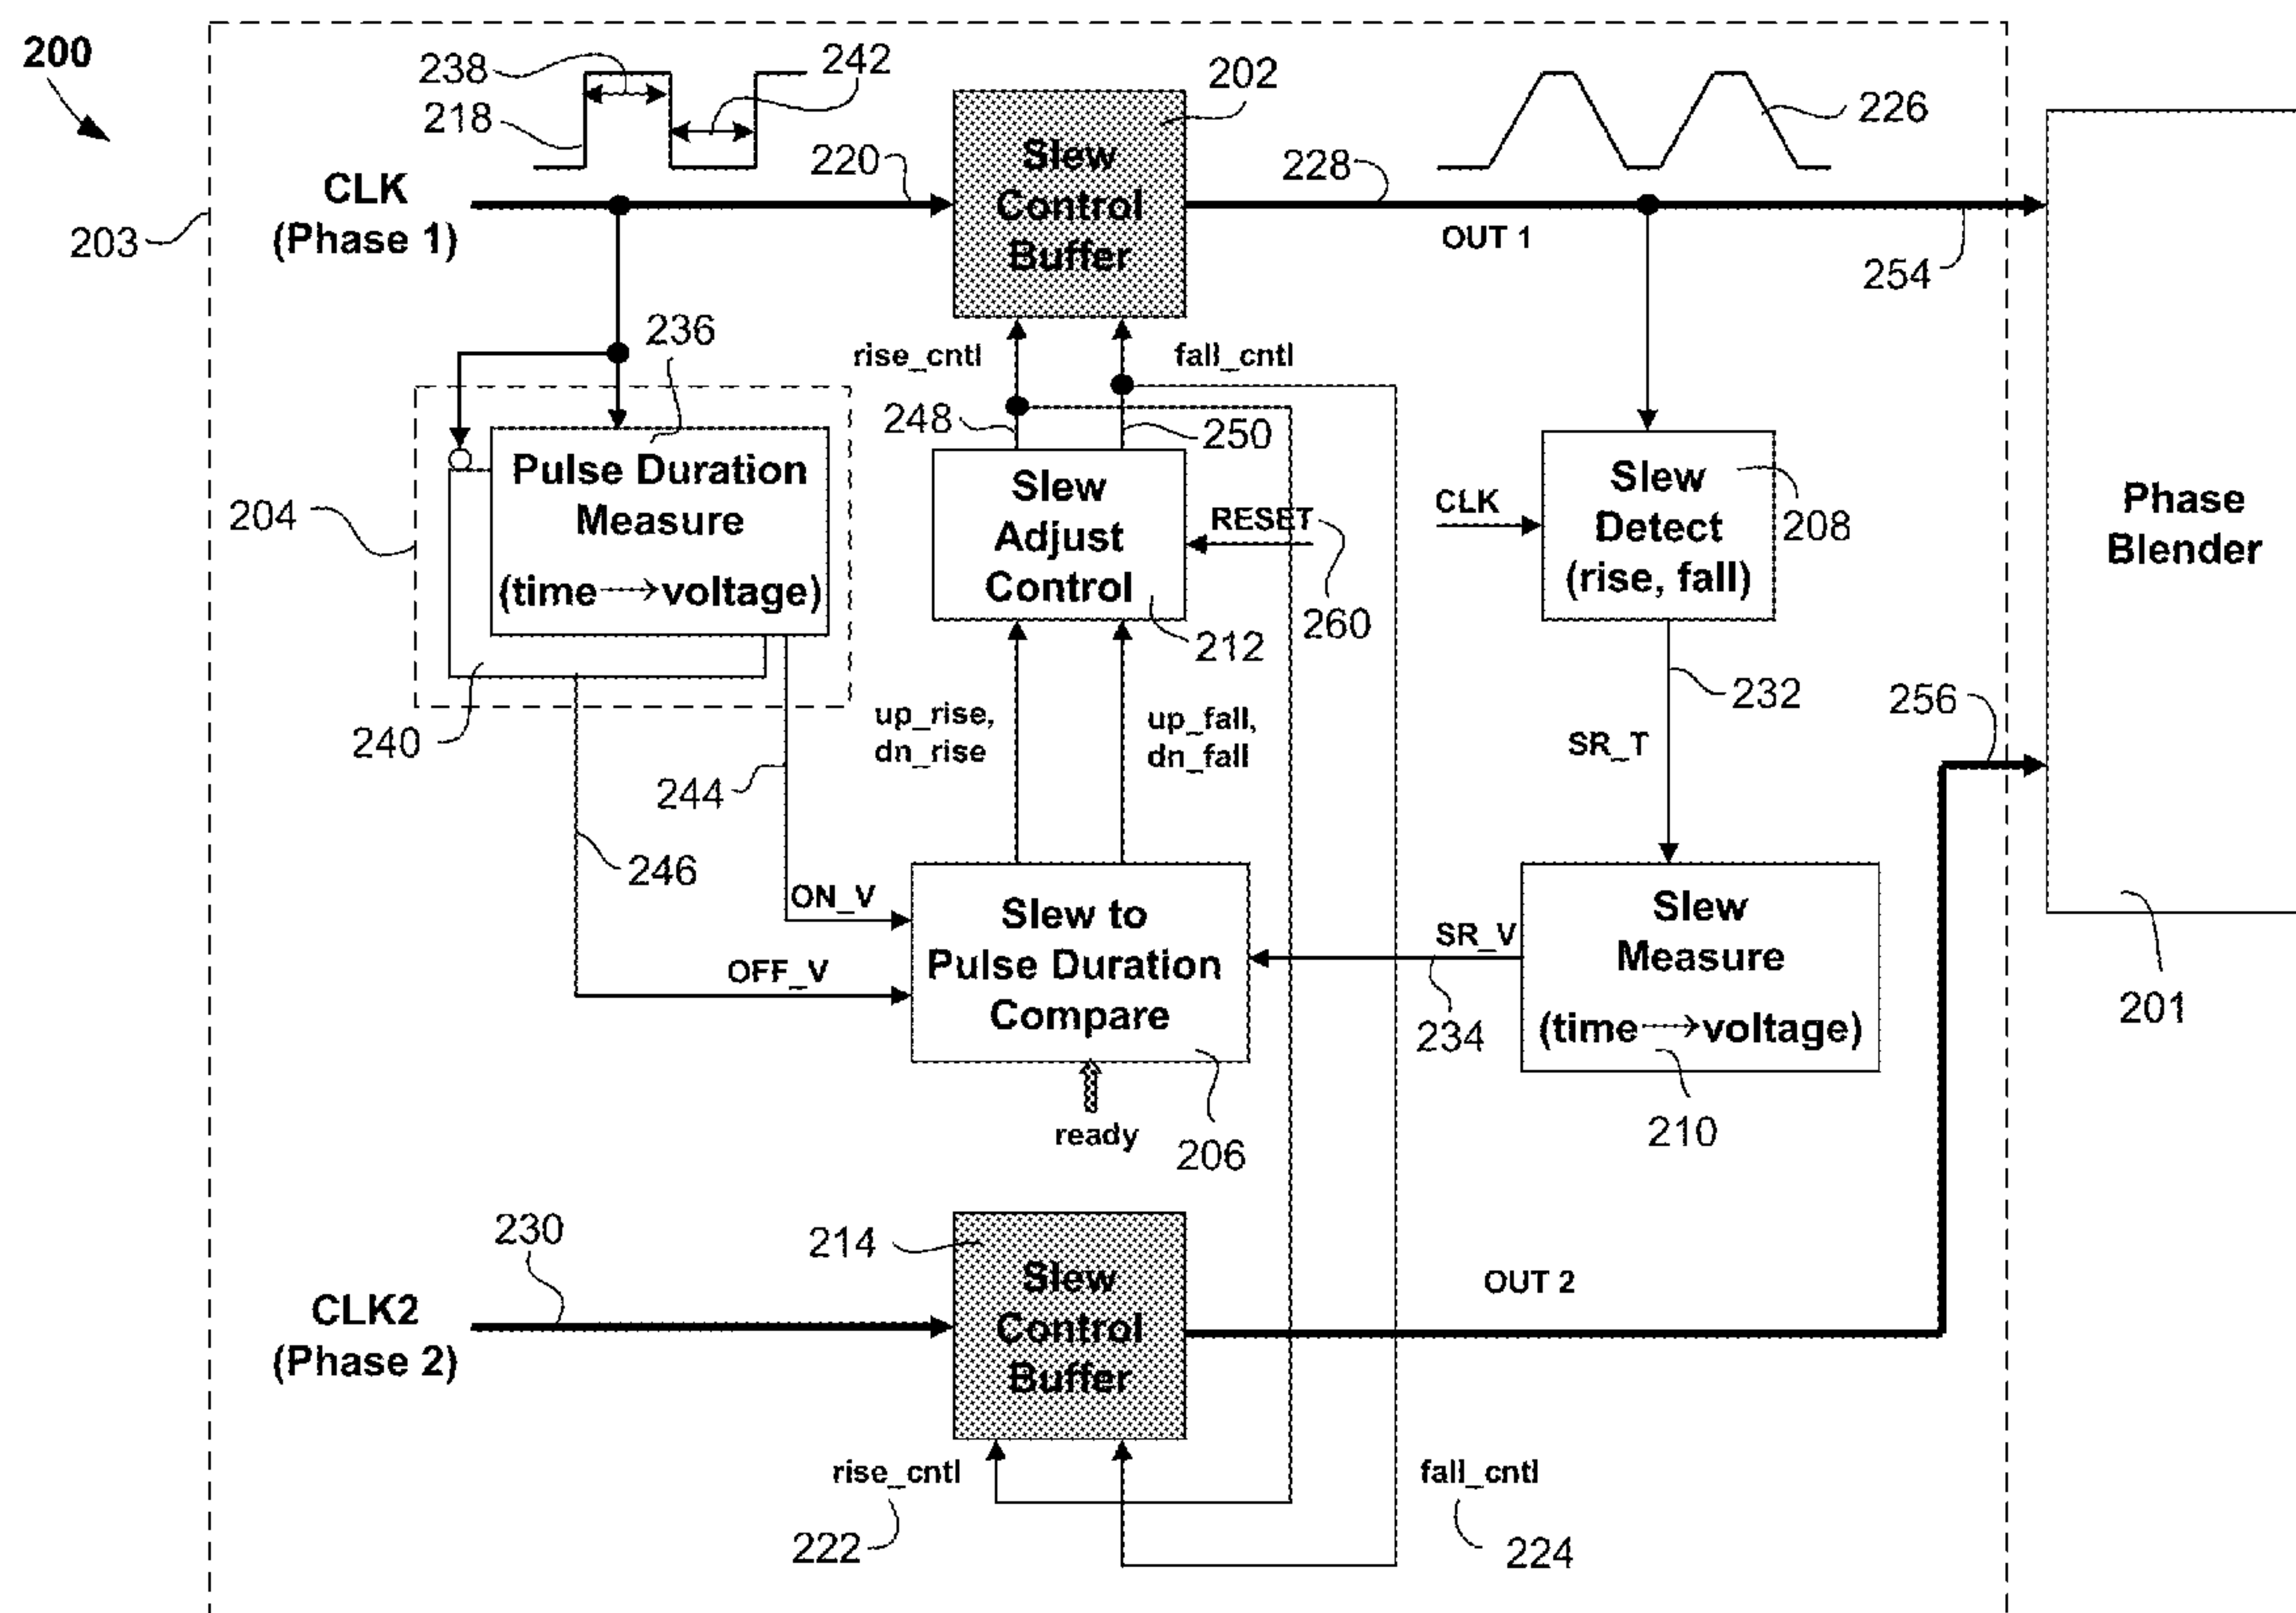 200
238
242
218
202
226
220
228
CLK
(Phase 1)
203
Slew
Control
Buffer
OUT 1
254
236
rise_cntl
fall_cntl
248
250
204
Pulse Duration
Measure
(time→voltage)
Slew
Adjust
Control
RESET
260
212
CLK
Slew
Detect
(rise, fall)
208
Phase
Blender
240
244
246
up_rise,
dn_rise
up_fall,
dn_fall
232
SR_T
256
ON_V
OFF_V
Slew to
Pulse Duration
Compare
SR_V
234
Slew
Measure
(time→voltage)
201
ready
206
210
230
214
CLK2
(Phase 2)
Slew
Control
Buffer
OUT 2
rise_cntl
222
fall_cntl
224